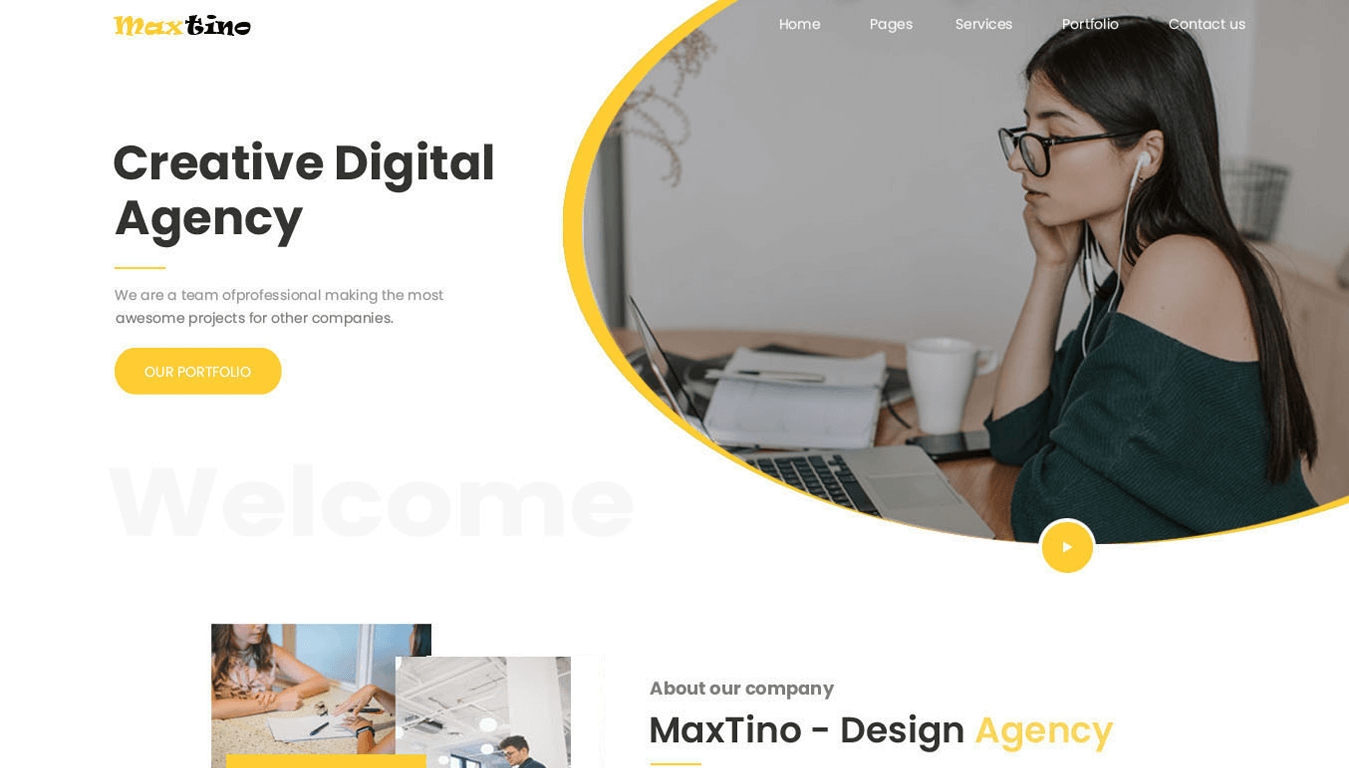 Maxtino
Home Pages Services Portfolio Contact us
Creative Digital
Agency
We are a team ofprofessional making the most
awesome projects for other companies.
OUR PORTFOLIO
Welcome
About our company
MaxTino - Design Agency